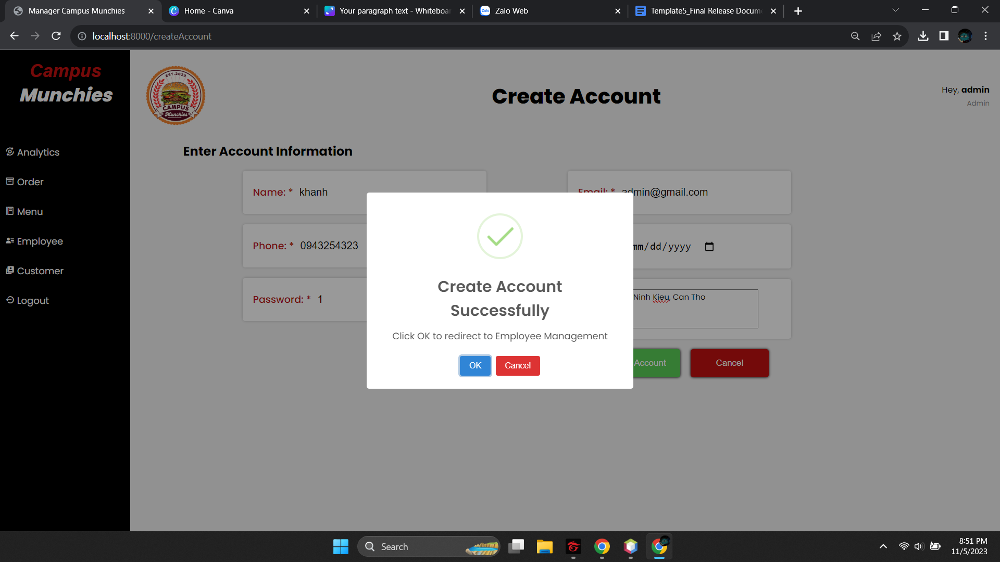 Manager Campus Munchies
Home - Canva
Your paragraph text - Whiteboar
Zalo Web
Template5_Final Release Docum
localhost:8000/createAccount
Campus
Munchies
EST.2023
CAMPUS
Munchies
Create Account
Hey, admin
Admin
Analytics
Order
Menu
Employee
Customer
Logout
Enter Account Information
Name: * khanh
Email: * admin@gmail.com
Phone: * 0943254323
mm/dd/yyyy
Password: * 1
Ninh Kieu, Can Tho
Account
Cancel
Create Account
Successfully
Click OK to redirect to Employee Management
OK
Cancel
Search
8:51 PM
11/5/2023